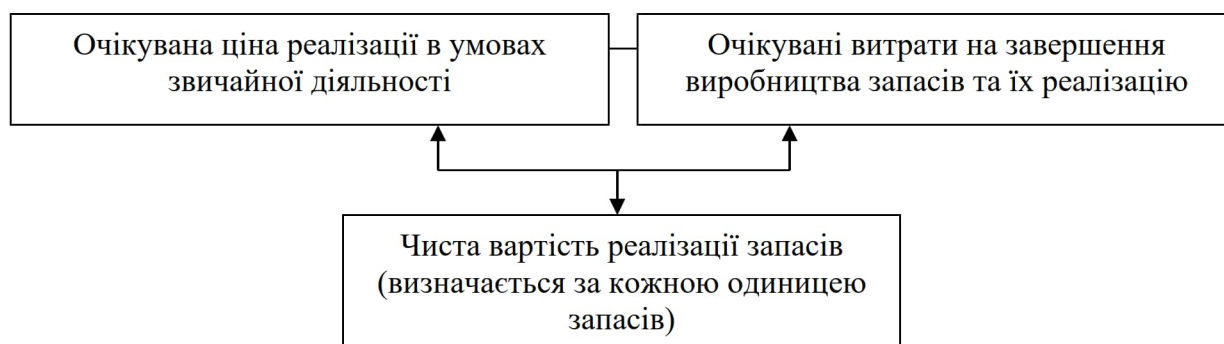 Очікувана ціна реалізації в умовах
звичайної діяльності
Очікувані витрати на завершення
виробництва запасів та їх реалізацію
Чиста вартість реалізації запасів
(визначається за кожною одиницею
запасів)